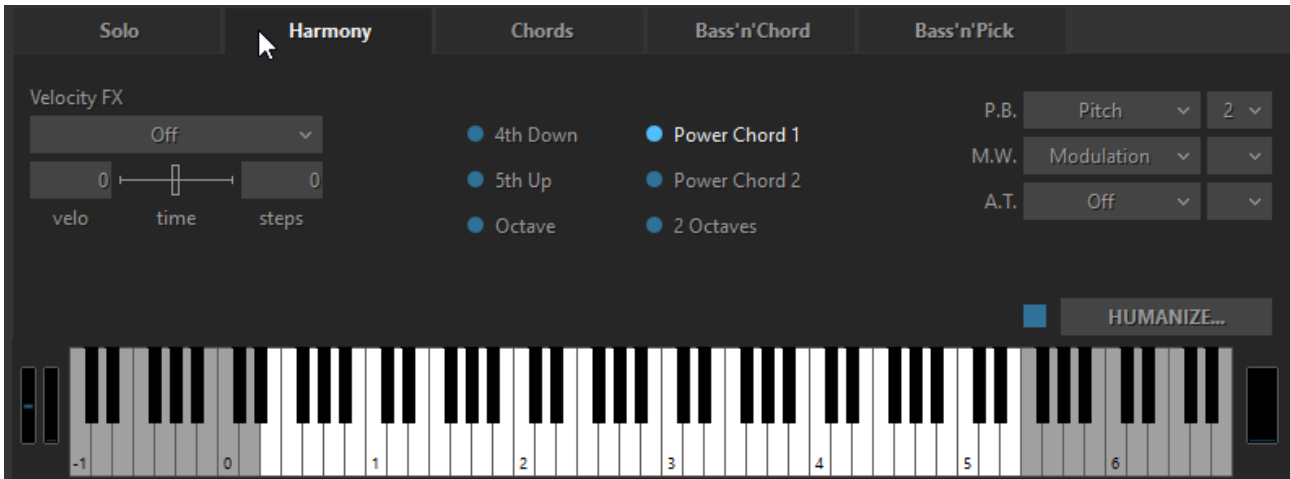 Solo Harmony Chords Bass'n'Chord Bass'n'Pick
Velocity FX
Off
0 0
velo time steps
4th Down
5th Up
Octave
Power Chord 1
Power Chord 2
2 Octaves
P.B. Pitch 2
M.W. Modulation
A.T. Off
HUMANIZE...
-1 0 1 2 3 4 5 6